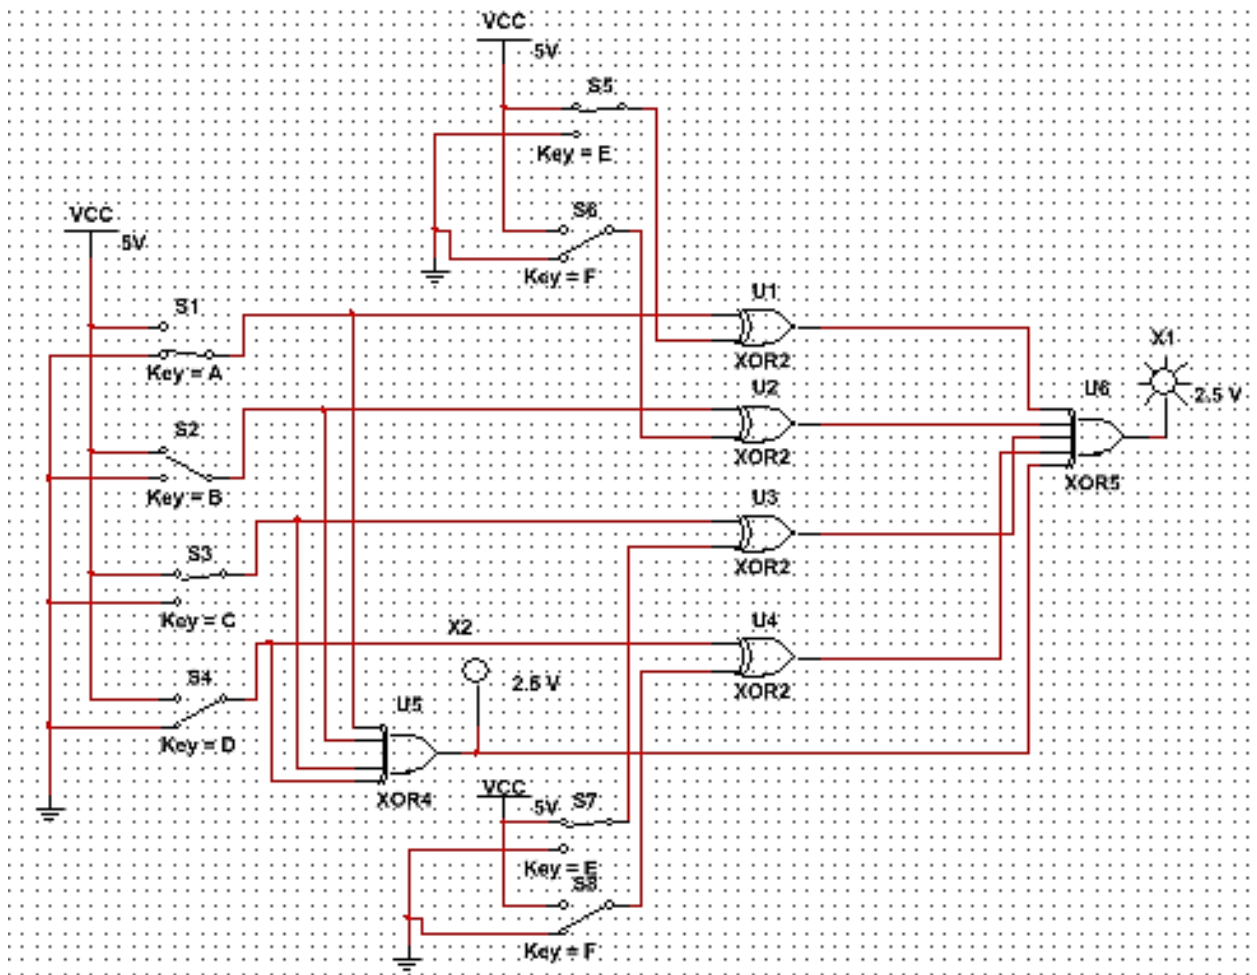 VCC
5V
S5
Key = E
S6
Key = F
VCC
5V
S1
Key = A
U1
XOR2
X1
2.5 V
U2
XOR2
U6
XOR5
S2
Key = B
U3
XOR2
S3
Key = C
X2
2.5 V
U4
XOR2
S4
Key = D
U5
XOR4
VCC
5V
S7
Key = E
S8
Key = F